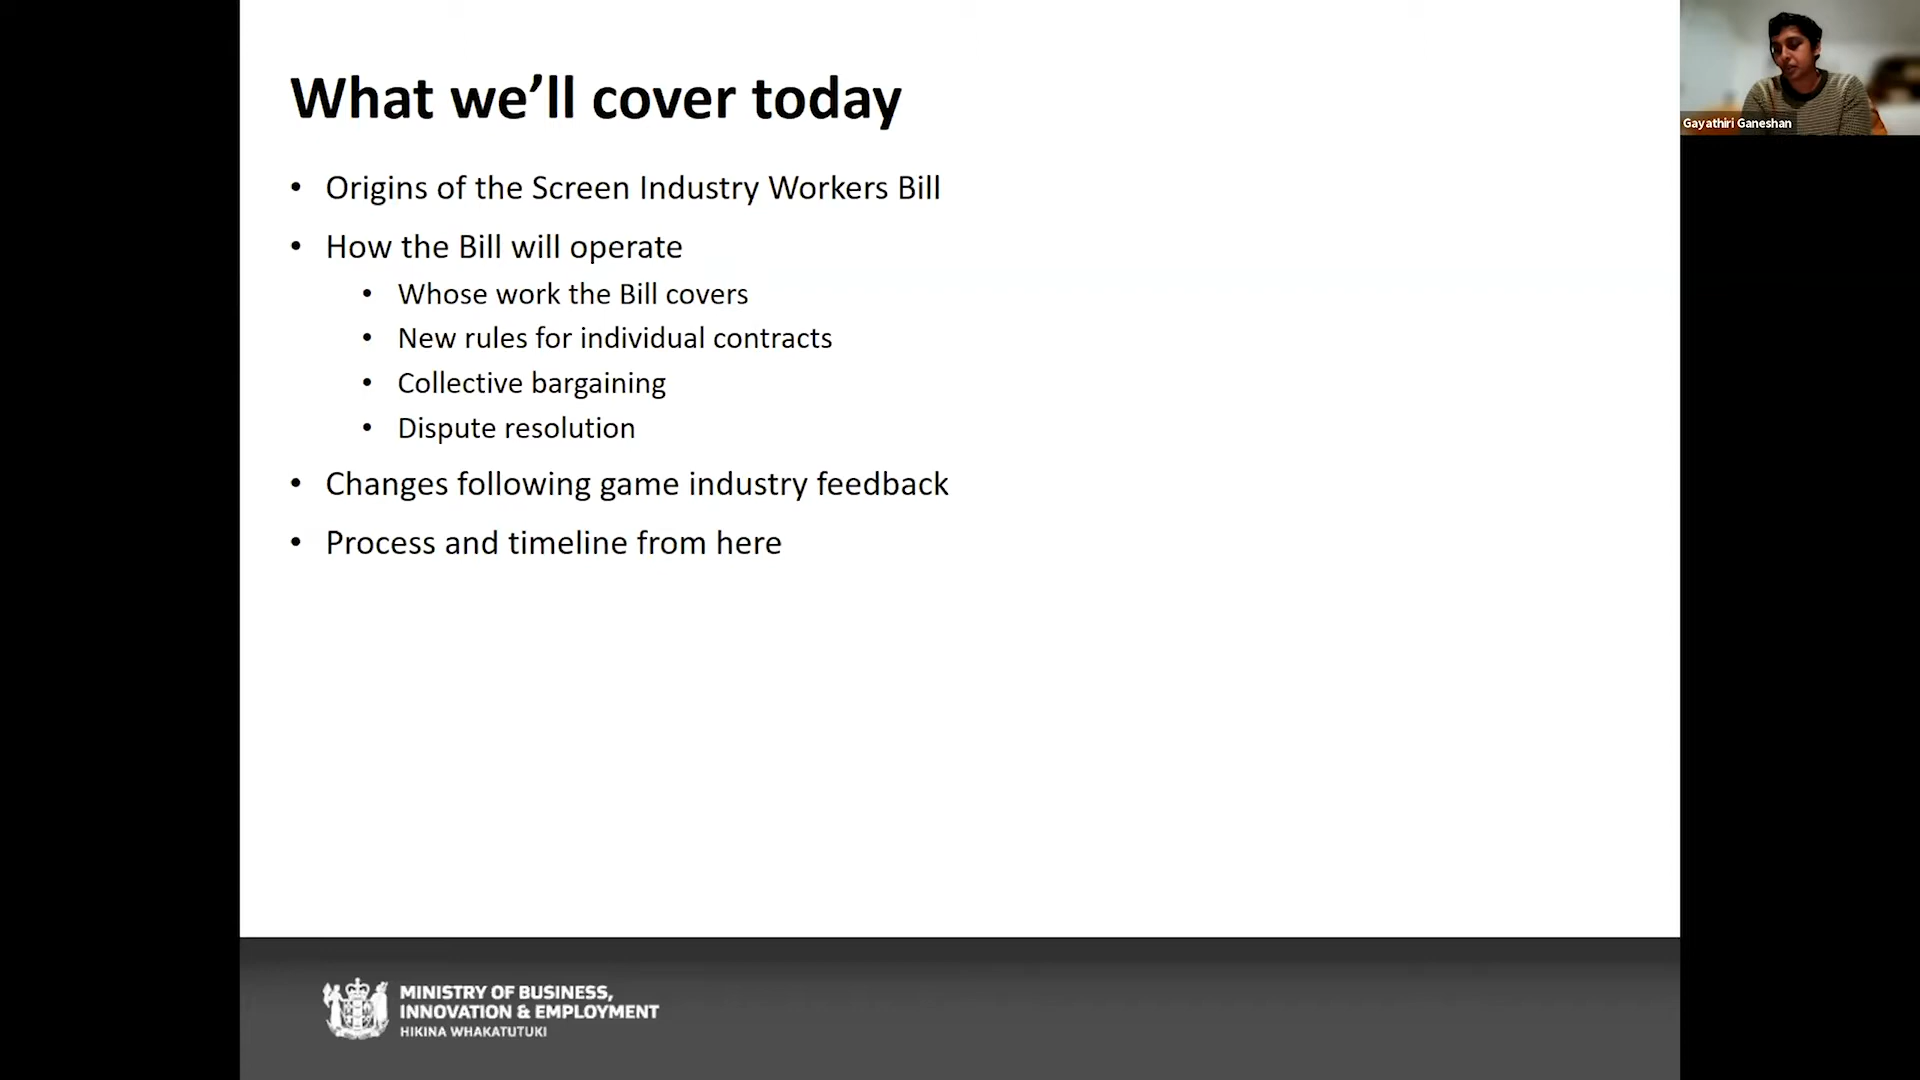 What we’ll cover today
• Origins of the Screen Industry Workers Bill
• How the Bill will operate
• Whose work the Bill covers
• New rules for individual contracts
• Collective bargaining
• Dispute resolution
• Changes following game industry feedback
• Process and timeline from here
MINISTRY OF BUSINESS,
INNOVATION & EMPLOYMENT
HIKINA WHAKATUTUKI
Gayathiri Ganeshan